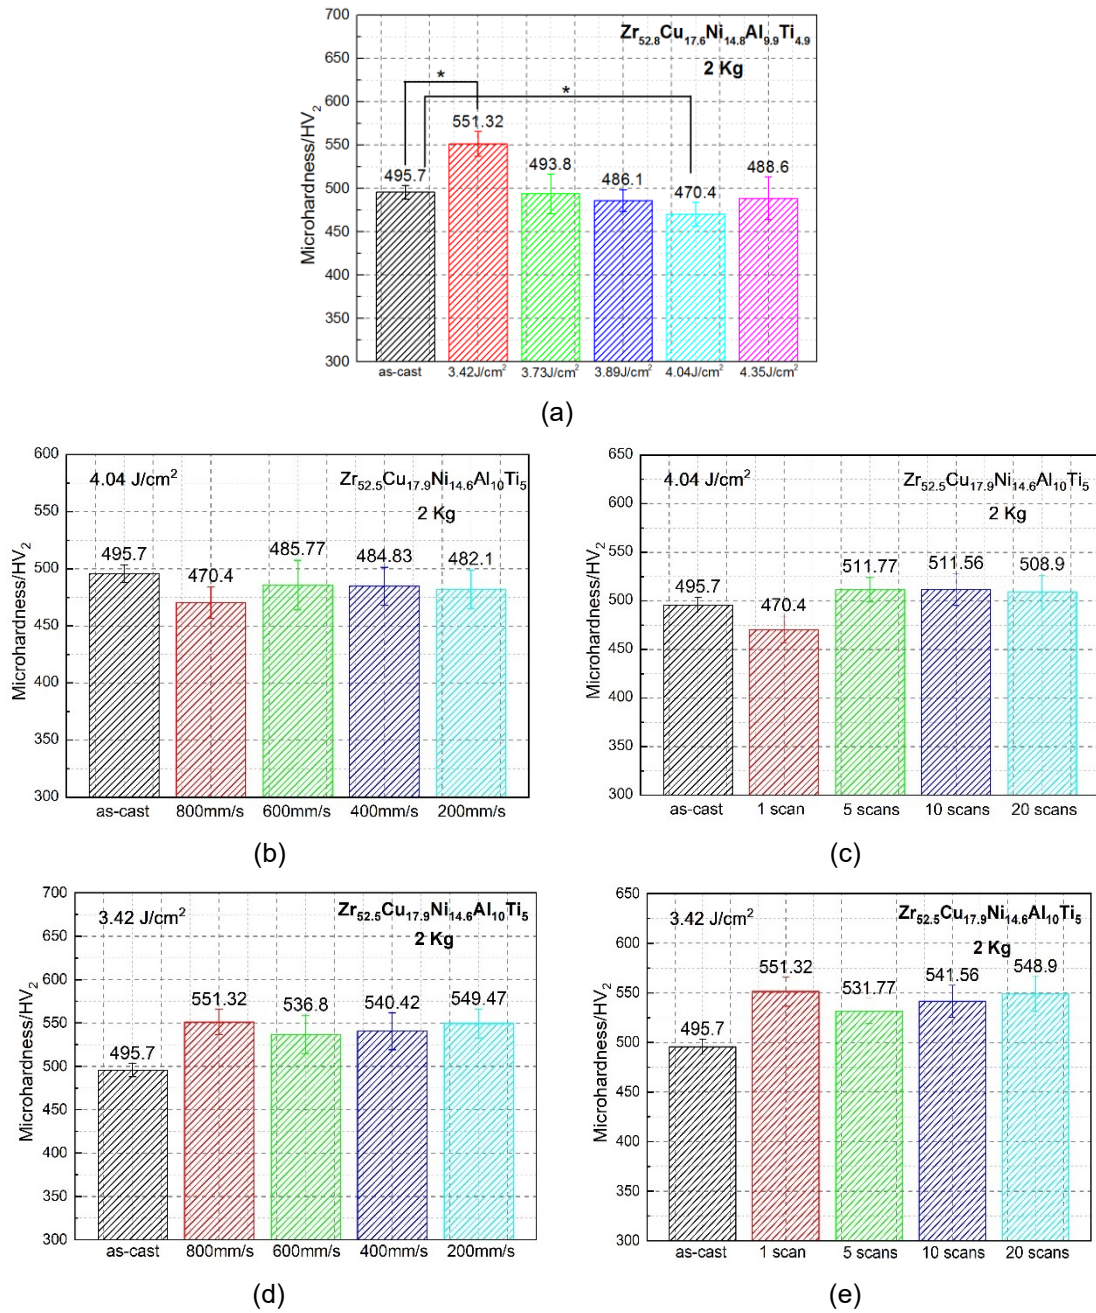 700
650
600
550
500
450
400
350
300
Microhardness/HV2
Zr52.8Cu17.6Ni14.8Al9.9Ti4.9
2 Kg
*
*
495.7
551.32
493.8
486.1
470.4
488.6
as-cast 3.42J/cm² 3.73J/cm² 3.89J/cm² 4.04J/cm² 4.35J/cm²
(a)
600
550
500
450
400
350
300
Microhardness/HV2
4.04 J/cm²
Zr52.5Cu17.9Ni14.6Al10Ti5
2 Kg
495.7
470.4
485.77
484.83
482.1
as-cast 800mm/s 600mm/s 400mm/s 200mm/s
(b)
650
600
550
500
450
400
350
300
Microhardness/HV2
4.04 J/cm²
Zr52.5Cu17.9Ni14.6Al10Ti5
2 Kg
495.7
470.4
511.77
511.56
508.9
as-cast 1 scan 5 scans 10 scans 20 scans
(c)
700
650
600
550
500
450
400
350
300
Microhardness/HV2
3.42 J/cm²
Zr52.5Cu17.9Ni14.6Al10Ti5
2 Kg
495.7
551.32
536.8
540.42
549.47
as-cast 800mm/s 600mm/s 400mm/s 200mm/s
(d)
650
600
550
500
450
400
350
300
Microhardness/HV2
3.42 J/cm²
Zr52.5Cu17.9Ni14.6Al10Ti5
2 Kg
495.7
551.32
531.77
541.56
548.9
as-cast 1 scan 5 scans 10 scans 20 scans
(e)